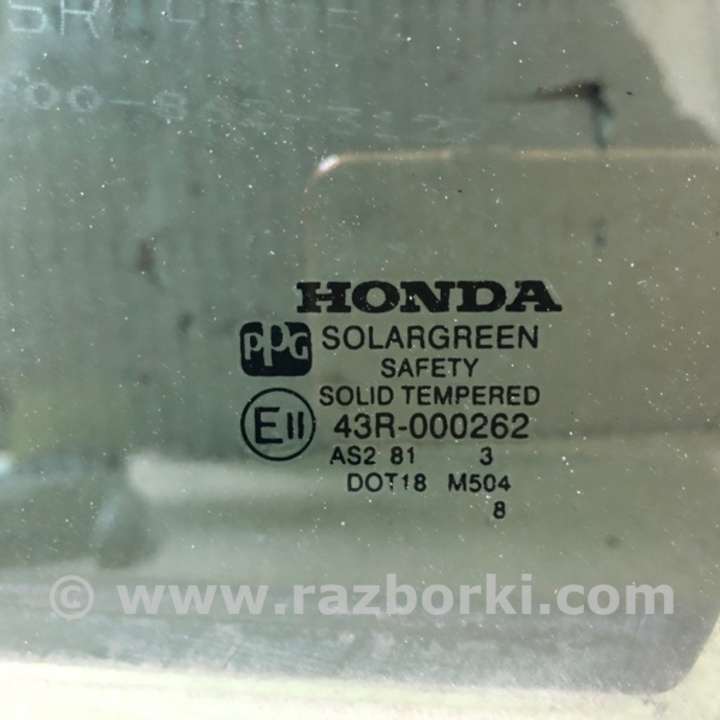 HONDA
PPG SOLARGREEN
SAFETY
SOLID TEMPERED
E11 43R-000262
AS2 81 3
DOT18 M504
8
© www.razborki.com